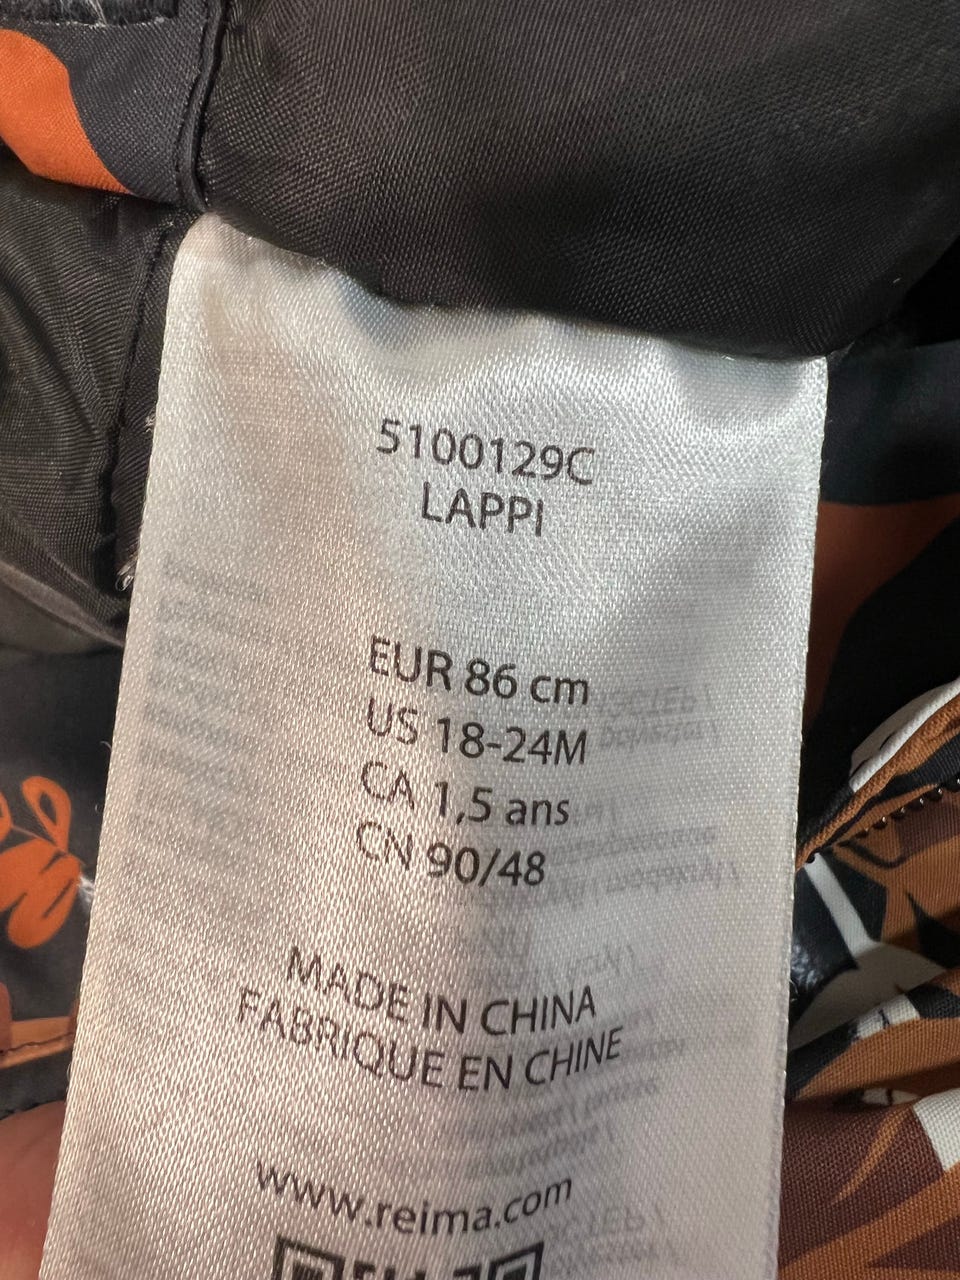 5100129C
LAPPI
EUR 86 cm
US 18-24M
CA 1,5 ans
CN 90/48
MADE IN CHINA
FABRIQUE EN CHINE
www.reima.com